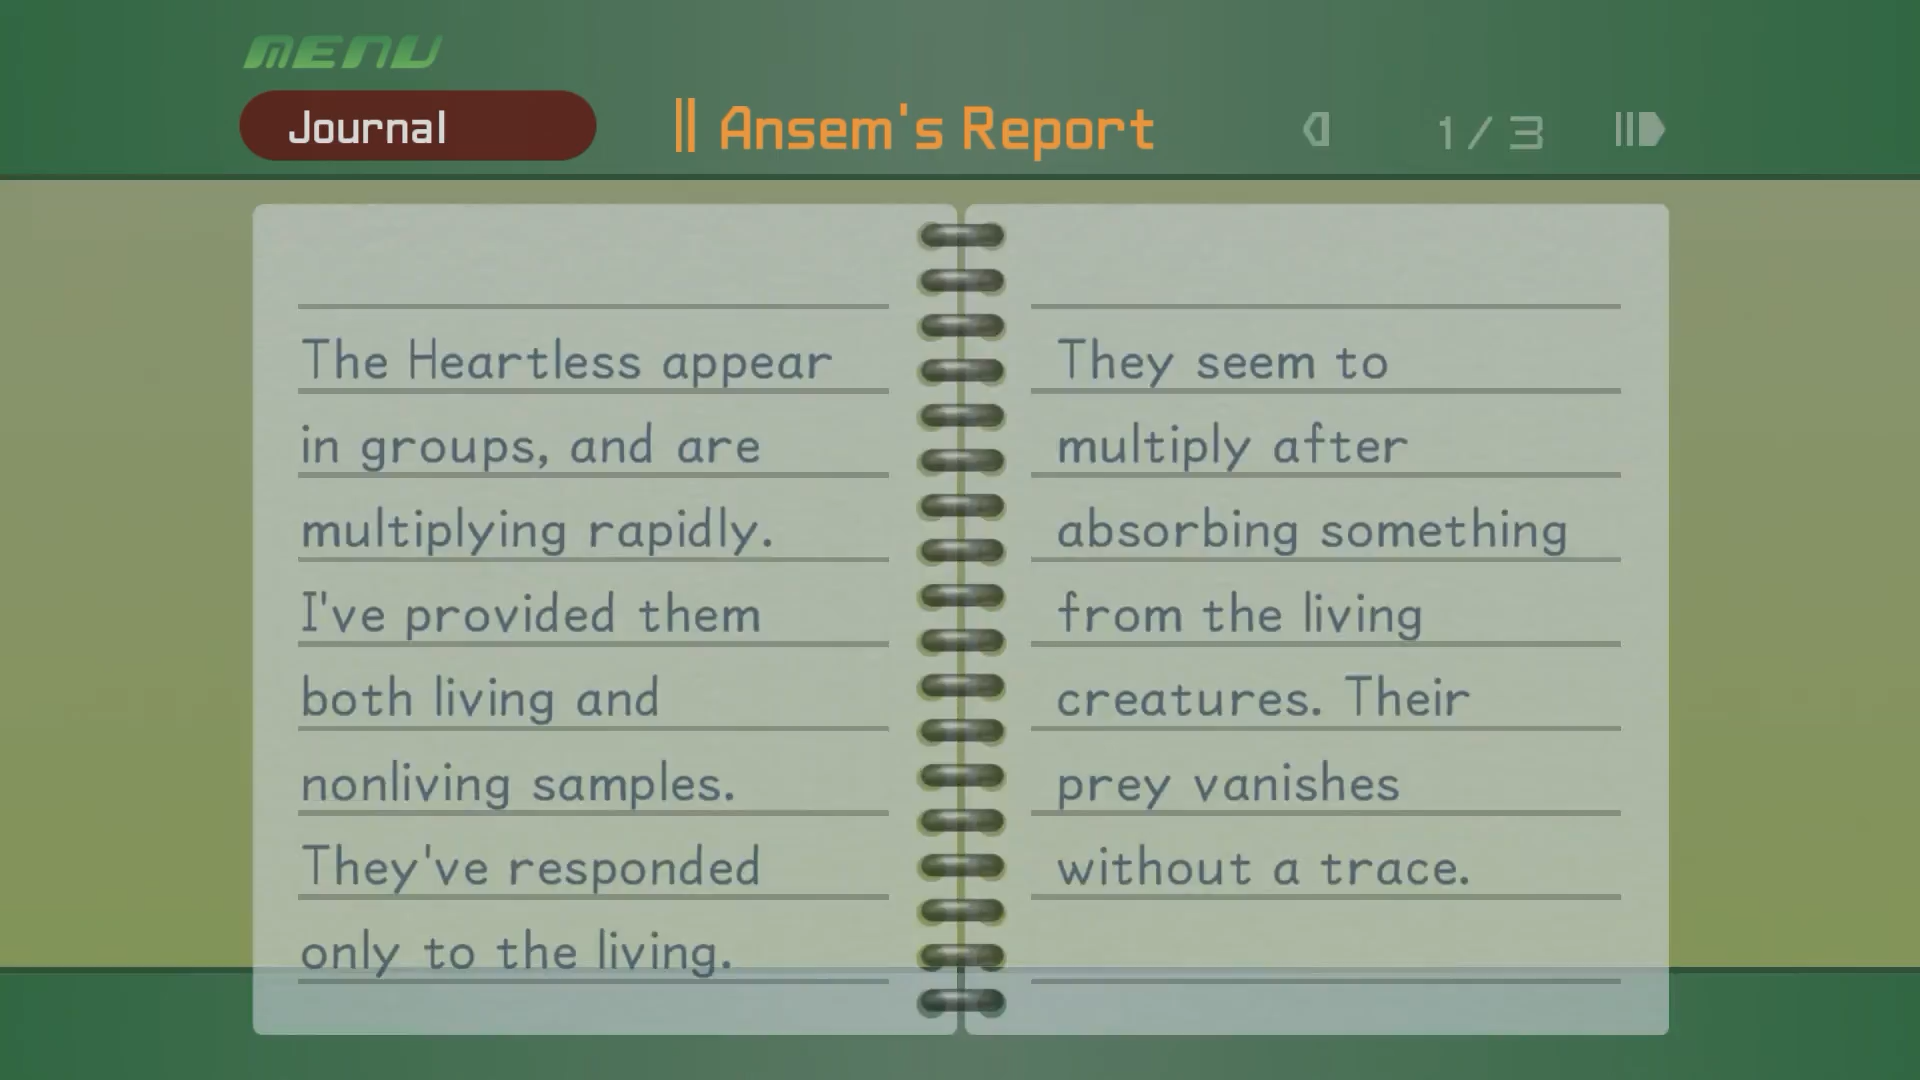 MENU
Journal
Ansem's Report
1 / 3
The Heartless appear
in groups, and are
multiplying rapidly.
I've provided them
both living and
nonliving samples.
They've responded
only to the living.
They seem to
multiply after
absorbing something
from the living
creatures. Their
prey vanishes
without a trace.